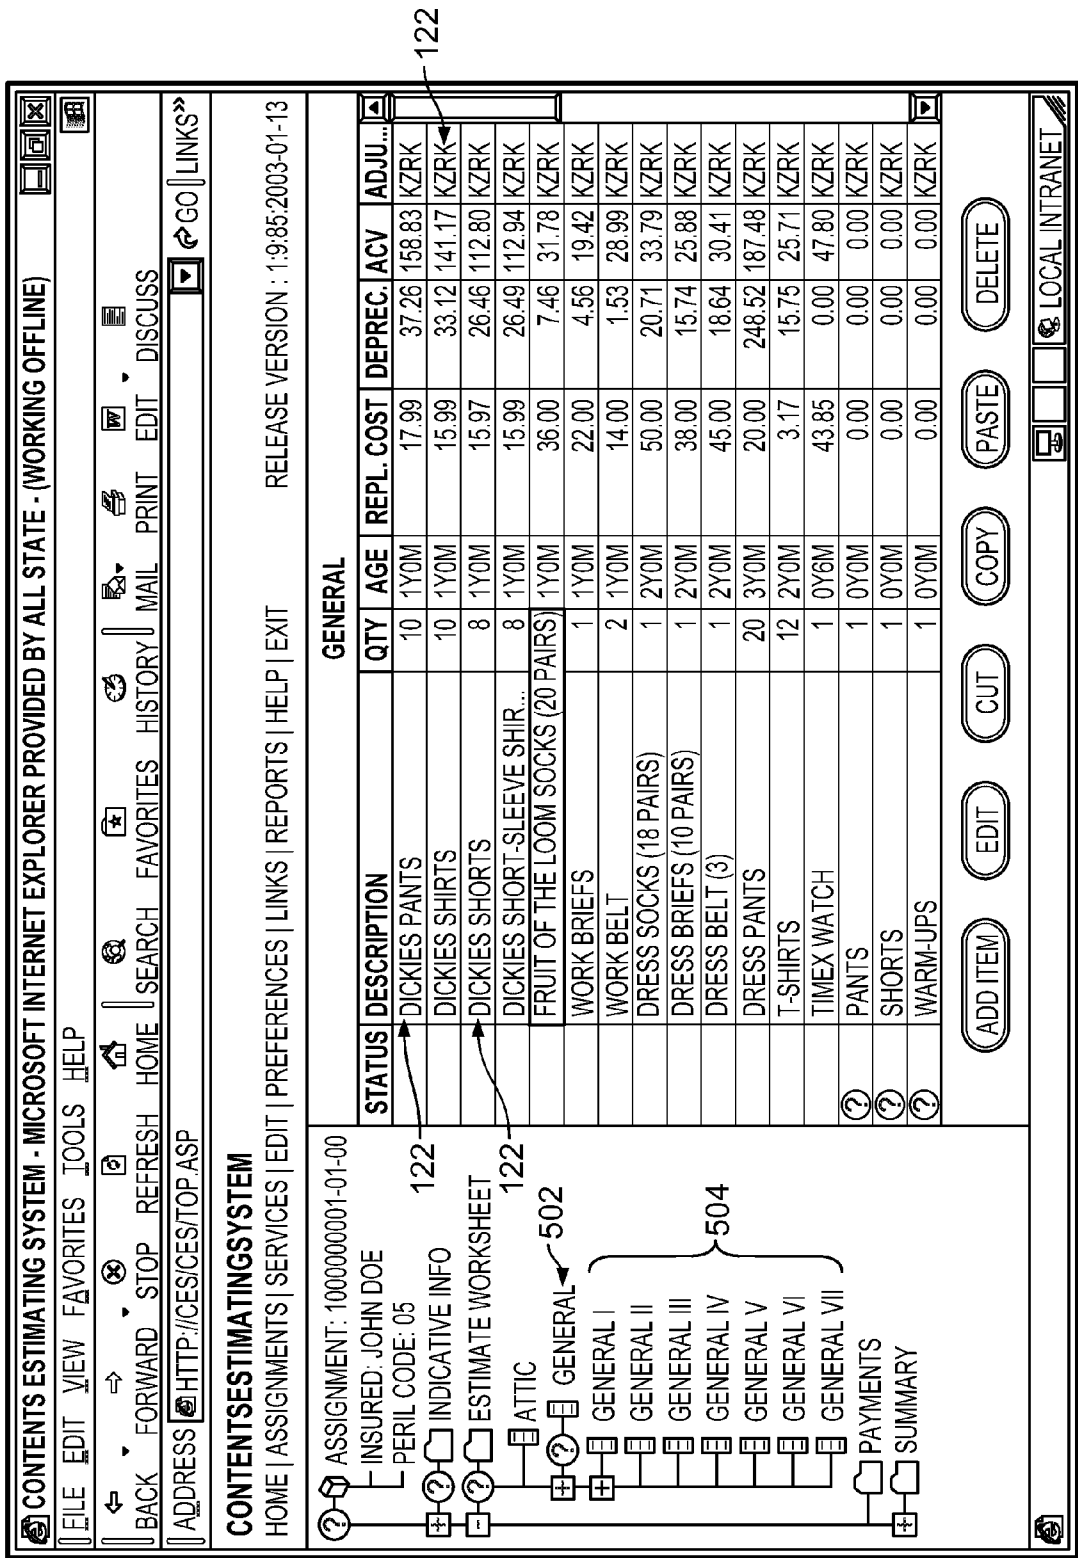 CONTENTS ESTIMATING SYSTEM - MICROSOFT INTERNET EXPLORER PROVIDED BY ALL STATE - (WORKING OFFLINE)
FILE EDIT VIEW FAVORITES TOOLS HELP
BACK FORWARD STOP REFRESH HOME SEARCH FAVORITES HISTORY MAIL PRINT EDIT DISCUSS
ADDRESS HTTP://CES/CES/TOP.ASP GO LINKS»
CONTENTSESTIMATINGSYSTEM
HOME | ASSIGNMENTS | SERVICES | EDIT | PREFERENCES | LINKS | REPORTS | HELP | EXIT RELEASE VERSION : 1:9:85:2003-01-13
ASSIGNMENT: 1000000001-01-00
INSURED: JOHN DOE
PERIL CODE: 05
INDICATIVE INFO
ESTIMATE WORKSHEET
ATTIC
GENERAL
GENERAL I
GENERAL II
GENERAL III
GENERAL IV
GENERAL V
GENERAL VI
GENERAL VII
PAYMENTS
SUMMARY
502
504
GENERAL
STATUS DESCRIPTION QTY AGE REPL. COST DEPREC. ACV ADJU...
DICKIES PANTS 10 1Y0M 17.99 37.26 158.83 KZRK
DICKIES SHIRTS 10 1Y0M 15.99 33.12 141.17 KZRK
DICKIES SHORTS 8 1Y0M 15.97 26.46 112.80 KZRK
DICKIES SHORT-SLEEVE SHIR... 8 1Y0M 15.99 26.49 112.94 KZRK
FRUIT OF THE LOOM SOCKS (20 PAIRS) 1Y0M 36.00 7.46 31.78 KZRK
WORK BRIEFS 1 1Y0M 22.00 4.56 19.42 KZRK
WORK BELT 2 1Y0M 14.00 1.53 28.99 KZRK
DRESS SOCKS (18 PAIRS) 1 2Y0M 50.00 20.71 33.79 KZRK
DRESS BRIEFS (10 PAIRS) 1 2Y0M 38.00 15.74 25.88 KZRK
DRESS BELT (3) 1 2Y0M 45.00 18.64 30.41 KZRK
DRESS PANTS 20 3Y0M 20.00 248.52 187.48 KZRK
T-SHIRTS 12 2Y0M 3.17 15.75 25.71 KZRK
TIMEX WATCH 1 0Y6M 43.85 0.00 47.80 KZRK
? PANTS 1 0Y0M 0.00 0.00 0.00 KZRK
? SHORTS 1 0Y0M 0.00 0.00 0.00 KZRK
? WARM-UPS 1 0Y0M 0.00 0.00 0.00 KZRK
122
122
122
ADD ITEM EDIT CUT COPY PASTE DELETE
LOCAL INTRANET